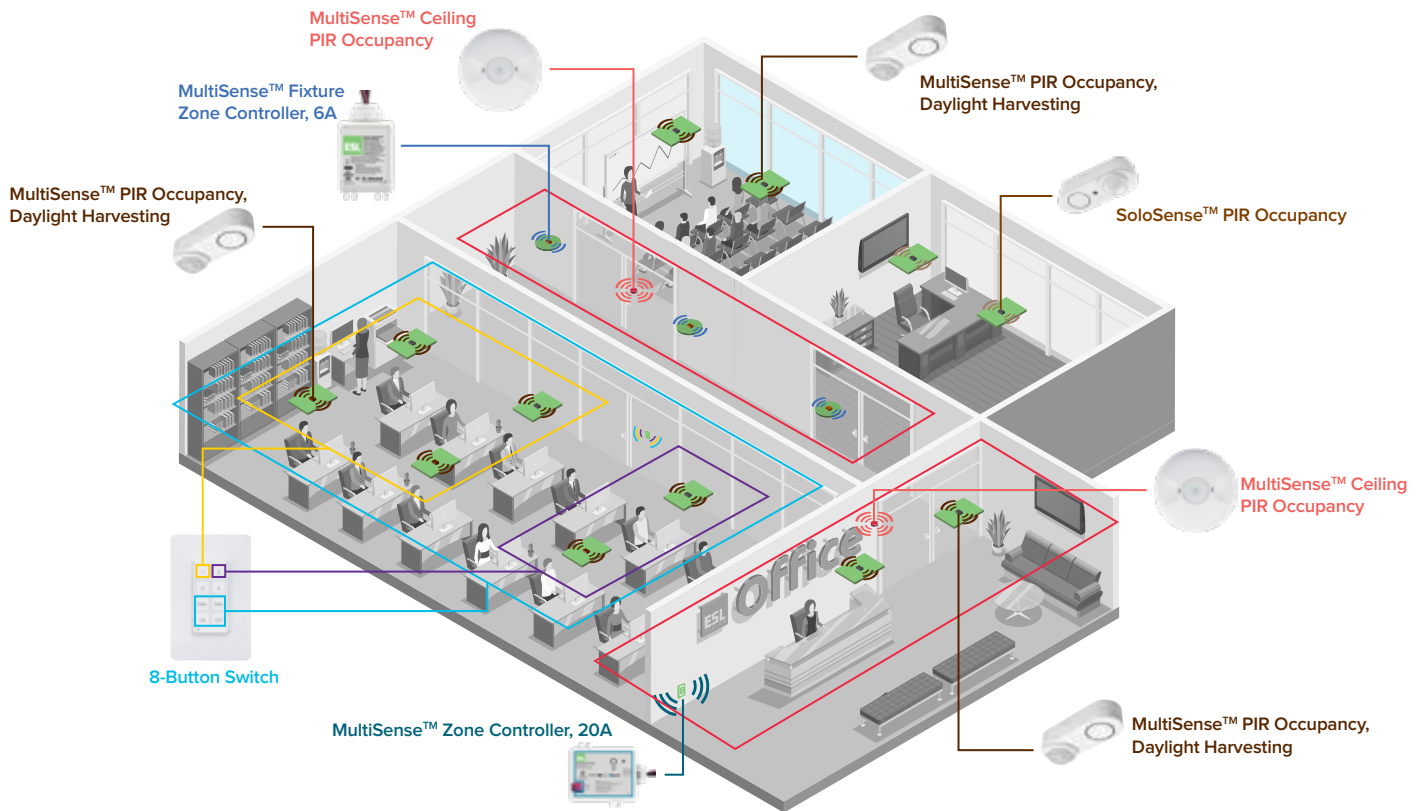 MultiSense™ Ceiling
PIR Occupancy
MultiSense™ Fixture
Zone Controller, 6A
ESL
MultiSense™ PIR Occupancy,
Daylight Harvesting
MultiSense™ PIR Occupancy,
Daylight Harvesting
SoloSense™ PIR Occupancy
MultiSense™ Ceiling
PIR Occupancy
office
ESL
8-Button Switch
MultiSense™ Zone Controller, 20A
MultiSense™ PIR Occupancy,
Daylight Harvesting